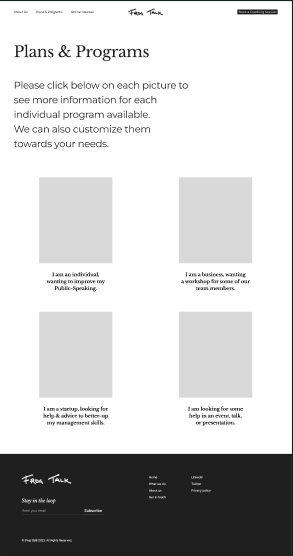 About Us Plans & Programs Online Classes FROG TALK Book a Coaching Session
Plans & Programs
Please click below on each picture to
see more information for each
individual program available.
We can also customize them
towards your needs.
I am an individual,
wanting to improve my
Public-Speaking.
I am a business, wanting
a workshop for some of our
team members.
I am a startup, looking for
help & advice to better-up
my management skills.
I am looking for some
help in an event, talk,
or presentation.
FROG TALK
Stay in the loop
Enter your email Subscribe
Home
What we do
About us
Get in touch
LinkedIn
Twitter
Privacy policy
All Rights Reserved.